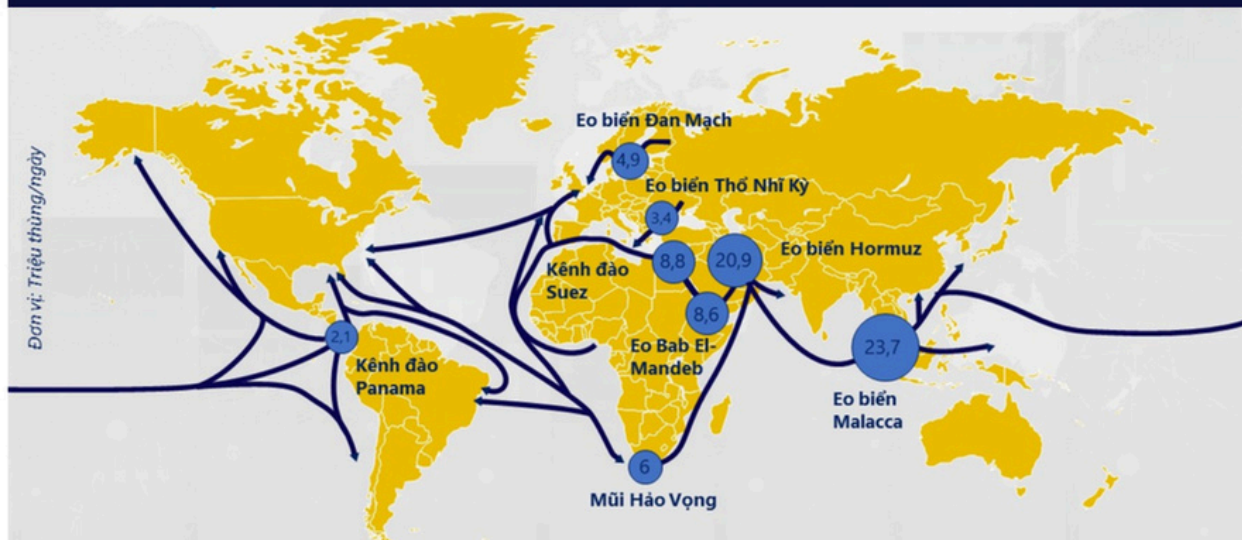 Đơn vị: Triệu thùng/ngày
Eo biển Đan Mạch
4,9
Eo biển Thổ Nhĩ Kỳ
3,4
Eo biển Hormuz
20,9
8,8
Kênh đào
Suez
8,6
Eo Bab El-
Mandeb
2,1
Kênh đào
Panama
23,7
Eo biển
Malacca
6
Mũi Hảo Vọng